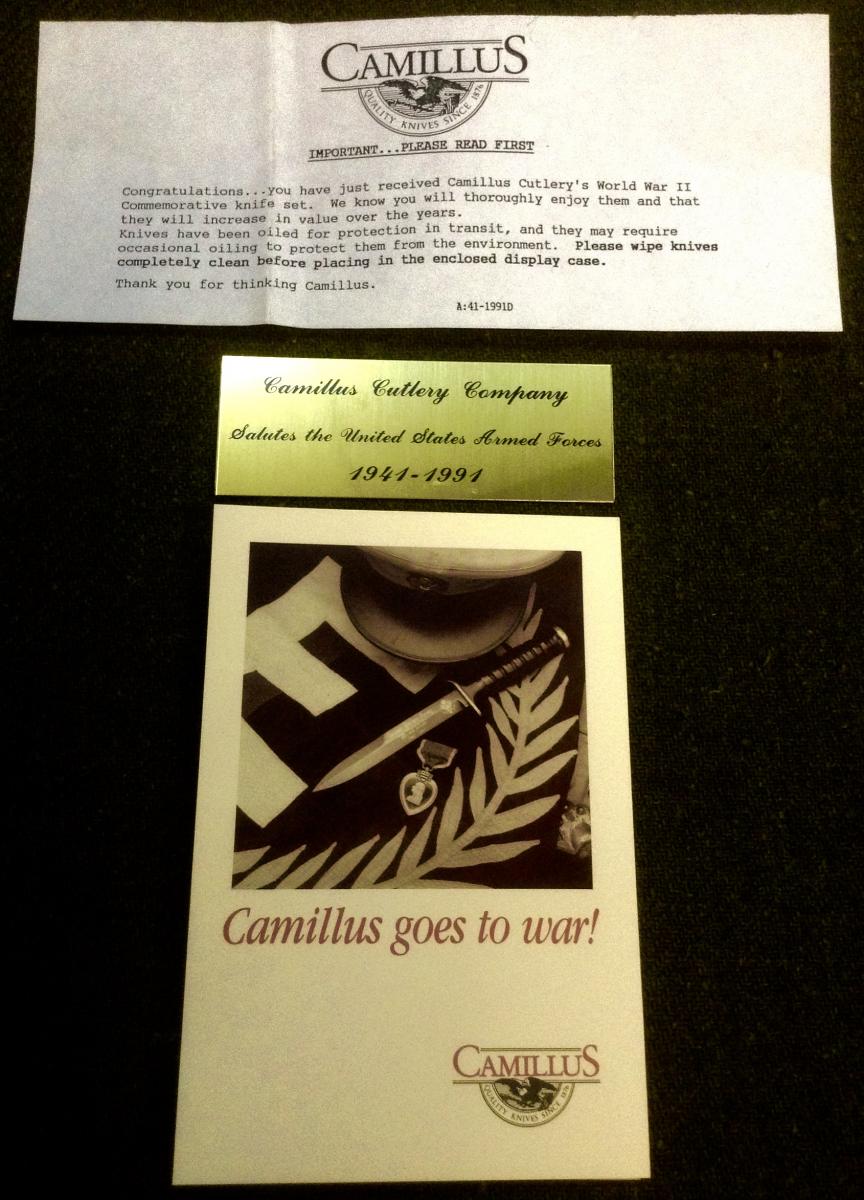 CAMILLUS
QUALITY KNIVES SINCE 1876
IMPORTANT...PLEASE READ FIRST
Congratulations...you have just received Camillus Cutlery's World War II
Commemorative knife set. We know you will thoroughly enjoy them and that
they will increase in value over the years.
Knives have been oiled for protection in transit, and they may require
occasional oiling to protect them from the environment. Please wipe knives
completely clean before placing in the enclosed display case.
Thank you for thinking Camillus.
A:41-1991D
Camillus Cutlery Company
Salutes the United States Armed Forces
1941-1991
Camillus goes to war!
CAMILLUS
QUALITY KNIVES SINCE 1876